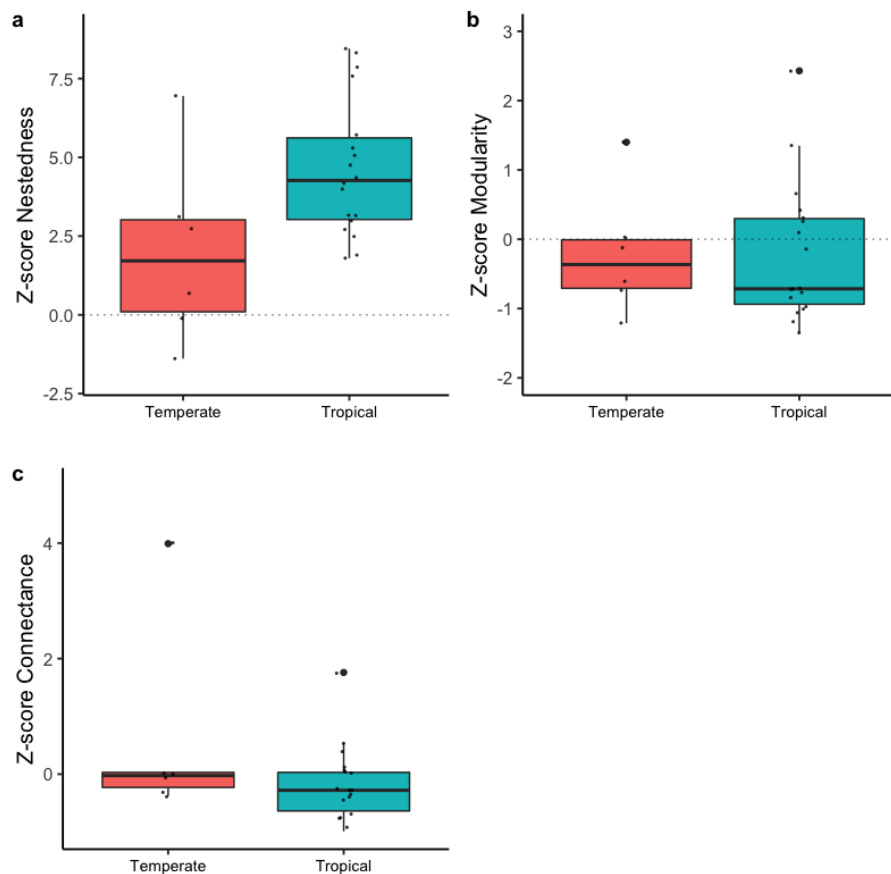 a
Z-score Nestedness
7.5
5.0
2.5
0.0
-2.5
Temperate Tropical
b
Z-score Modularity
3
2
1
0
-1
-2
Temperate Tropical
c
Z-score Connectance
4
2
0
Temperate Tropical